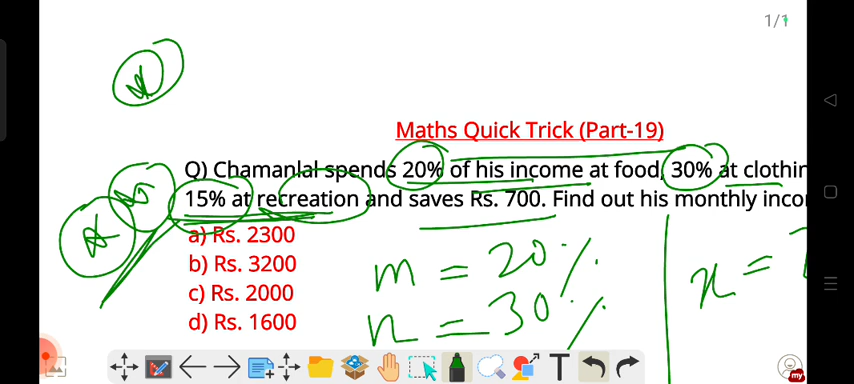 1/1
Maths Quick Trick (Part-19)
Q) Chamanlal spends 20% of his income at food, 30% at clothin
15% at recreation and saves Rs. 700. Find out his monthly inco
a) Rs. 2300
b) Rs. 3200
c) Rs. 2000
d) Rs. 1600
m = 20%
n = 30%
x =
T
my